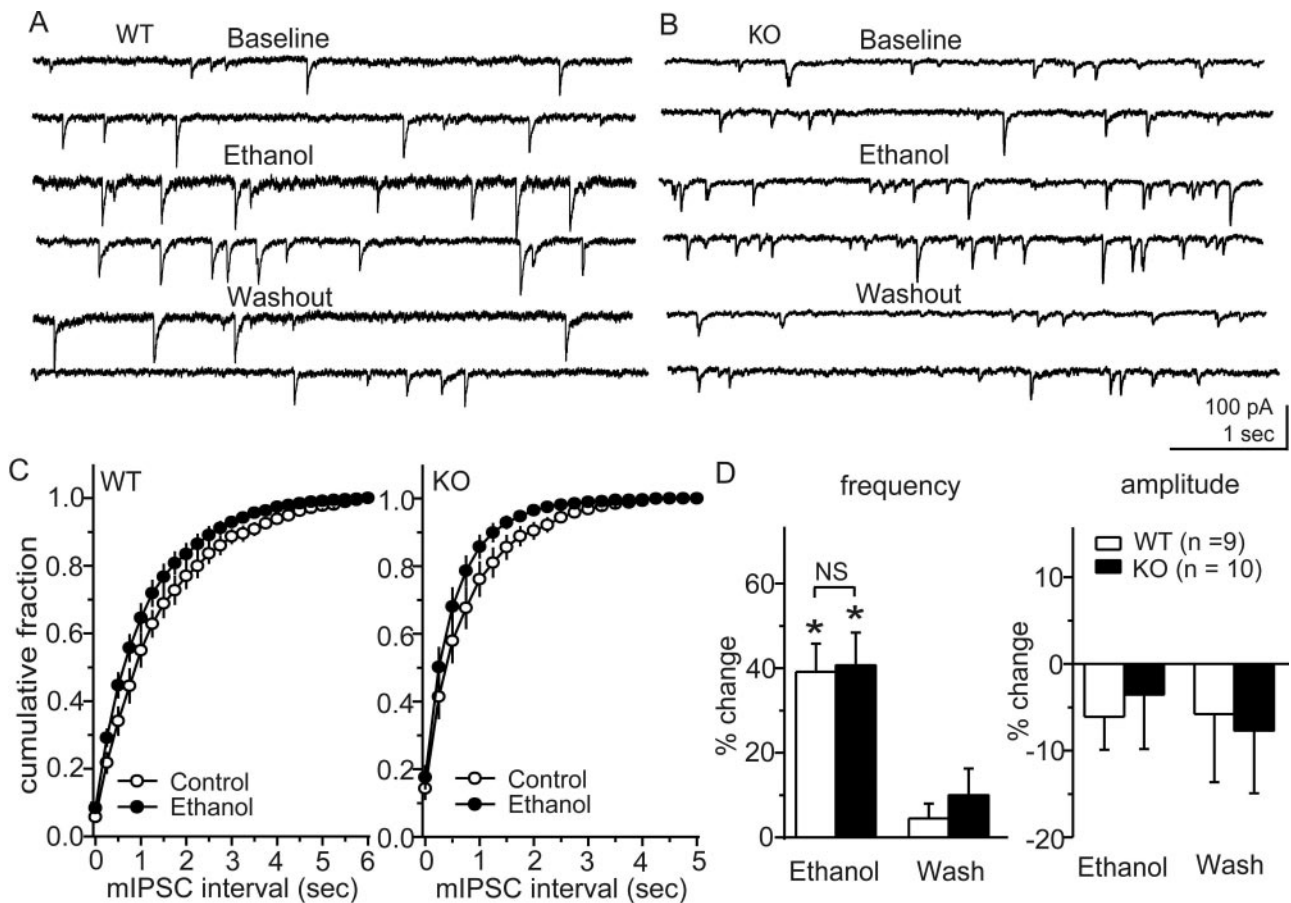 A
WT
Baseline
Ethanol
Washout
B
KO
Baseline
Ethanol
Washout
100 pA
1 sec
C
WT
cumulative fraction
1.0
0.8
0.6
0.4
0.2
0.0
Control
Ethanol
0 1 2 3 4 5 6
mIPSC interval (sec)
KO
1.0
0.8
0.6
0.4
0.2
0.0
Control
Ethanol
0 1 2 3 4 5
mIPSC interval (sec)
D
frequency
% change
60
40
20
0
NS
* *
Ethanol Wash
amplitude
WT (n =9)
KO (n = 10)
% change
10
0
-10
-20
Ethanol Wash